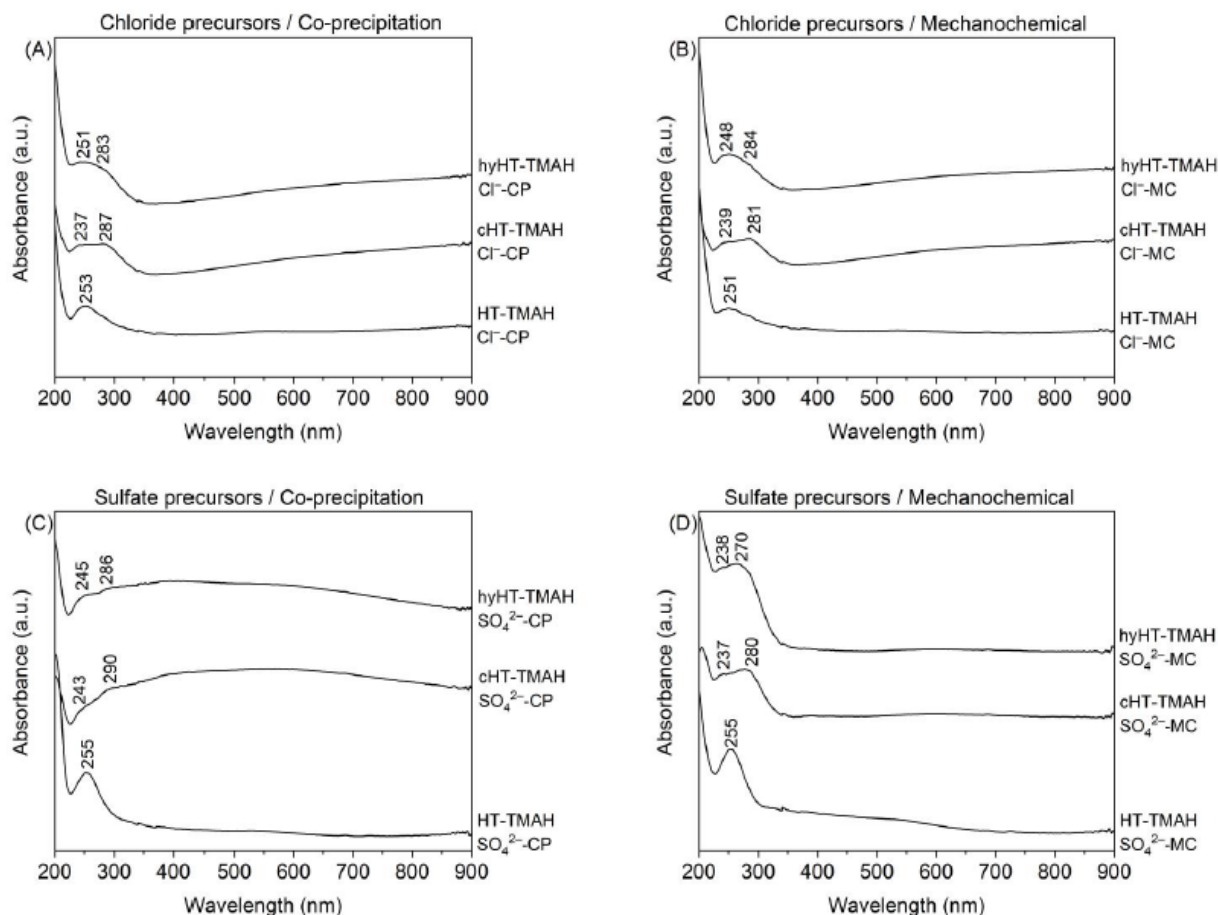 Chloride precursors / Co-precipitation
(A)
Absorbance (a.u.)
251
283
hyHT-TMAH
Cl⁻-CP
237
287
cHT-TMAH
Cl⁻-CP
253
HT-TMAH
Cl⁻-CP
200 300 400 500 600 700 800 900
Wavelength (nm)
Chloride precursors / Mechanochemical
(B)
Absorbance (a.u.)
248
284
hyHT-TMAH
Cl⁻-MC
239
281
cHT-TMAH
Cl⁻-MC
251
HT-TMAH
Cl⁻-MC
200 300 400 500 600 700 800 900
Wavelength (nm)
Sulfate precursors / Co-precipitation
(C)
Absorbance (a.u.)
245
286
hyHT-TMAH
SO₄²⁻-CP
243
290
cHT-TMAH
SO₄²⁻-CP
255
HT-TMAH
SO₄²⁻-CP
200 300 400 500 600 700 800 900
Wavelength (nm)
Sulfate precursors / Mechanochemical
(D)
Absorbance (a.u.)
238
270
hyHT-TMAH
SO₄²⁻-MC
237
280
cHT-TMAH
SO₄²⁻-MC
255
HT-TMAH
SO₄²⁻-MC
200 300 400 500 600 700 800 900
Wavelength (nm)